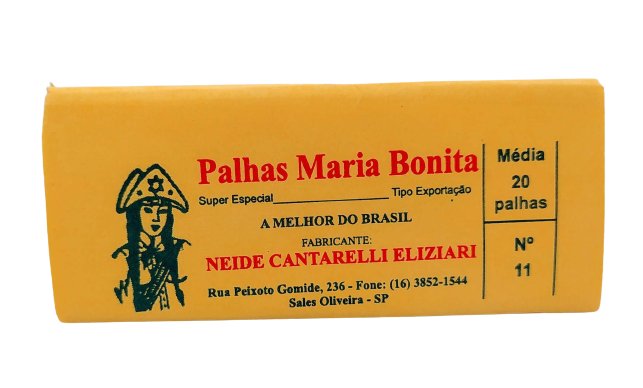 Palhas Maria Bonita
Super Especial____________________ Tipo Exportação
A MELHOR DO BRASIL
FABRICANTE:
NEIDE CANTARELLI ELIZIARI
Rua Peixoto Gomide, 236 - Fone: (16) 3852-1544
Sales Oliveira - SP
Média
20
palhas
Nº
11